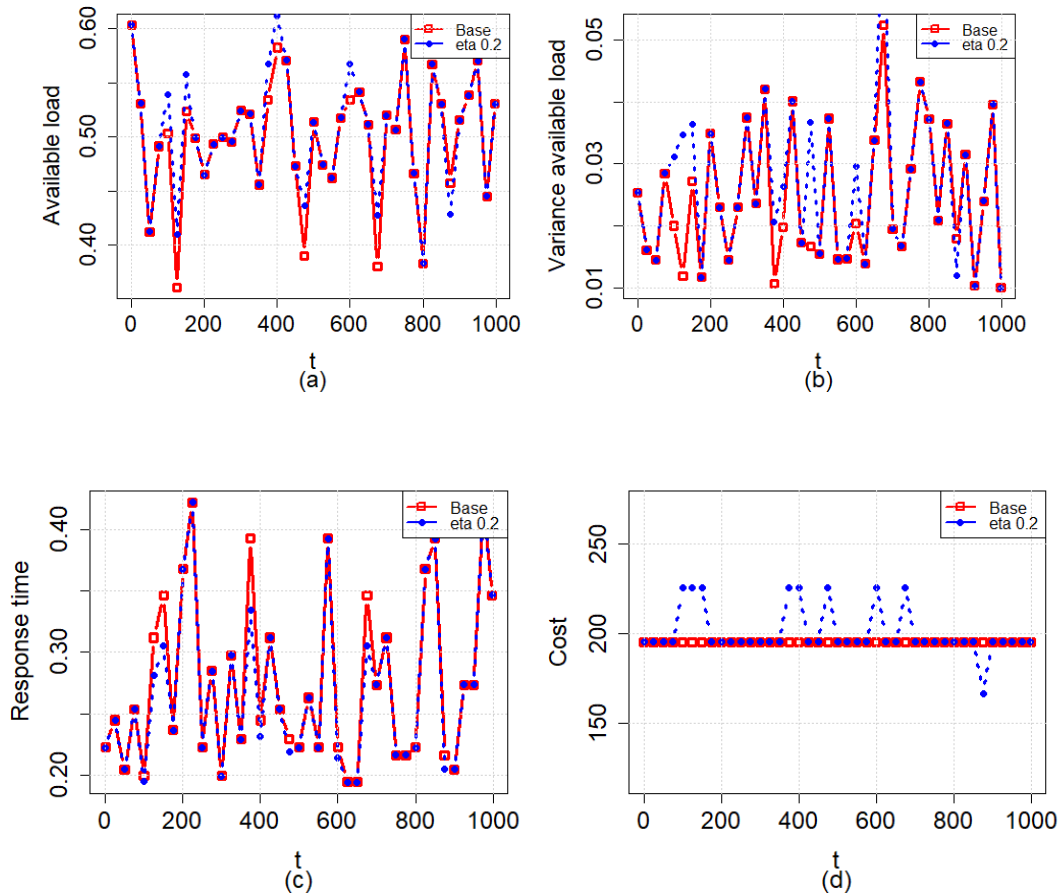 Available load
0.60
0.50
0.40
Base
eta 0.2
0 200 400 600 800 1000
t
(a)
Variance available load
0.05
0.03
0.01
Base
eta 0.2
0 200 400 600 800 1000
t
(b)
Response time
0.40
0.30
0.20
Base
eta 0.2
0 200 400 600 800 1000
t
(c)
Cost
250
200
150
Base
eta 0.2
0 200 400 600 800 1000
t
(d)